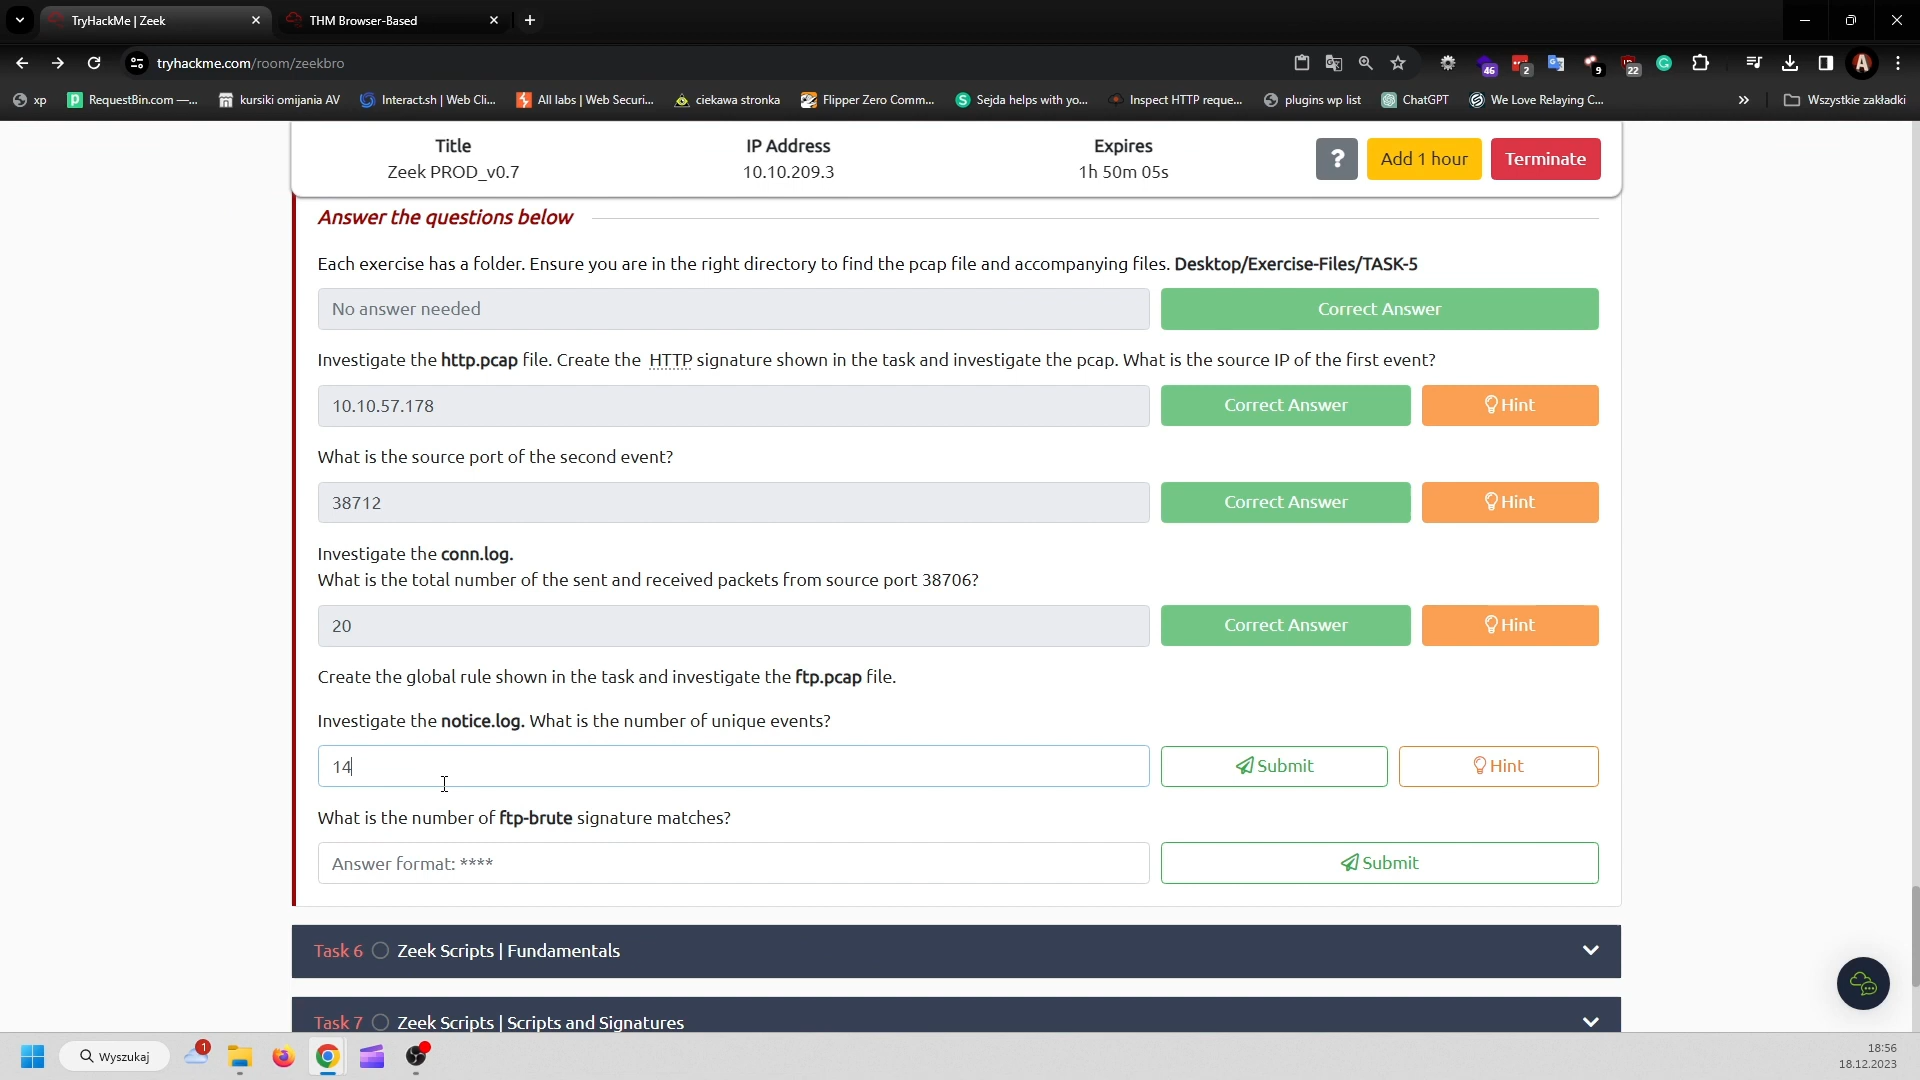 TryHackMe | Zeek
THM Browser-Based
tryhackme.com/room/zeekbro
46
2
9
22
A
xp
RequestBin.com —...
kursiki omijania AV
Interact.sh | Web Cli...
All labs | Web Securi...
ciekawa stronka
Flipper Zero Comm...
Sejda helps with yo...
Inspect HTTP reque...
plugins wp list
ChatGPT
We Love Relaying C...
»
Wszystkie zakładki
Title
IP Address
Expires
Zeek PROD_v0.7
10.10.209.3
1h 50m 05s
?
Add 1 hour
Terminate
Answer the questions below
Each exercise has a folder. Ensure you are in the right directory to find the pcap file and accompanying files. Desktop/Exercise-Files/TASK-5
No answer needed
Correct Answer
Investigate the http.pcap file. Create the HTTP signature shown in the task and investigate the pcap. What is the source IP of the first event?
10.10.57.178
Correct Answer
Hint
What is the source port of the second event?
38712
Correct Answer
Hint
Investigate the conn.log.
What is the total number of the sent and received packets from source port 38706?
20
Correct Answer
Hint
Create the global rule shown in the task and investigate the ftp.pcap file.
Investigate the notice.log. What is the number of unique events?
14
Submit
Hint
What is the number of ftp-brute signature matches?
Answer format: ****
Submit
Task 6 Zeek Scripts | Fundamentals
Task 7 Zeek Scripts | Scripts and Signatures
Wyszukaj
1
18:56
18.12.2023